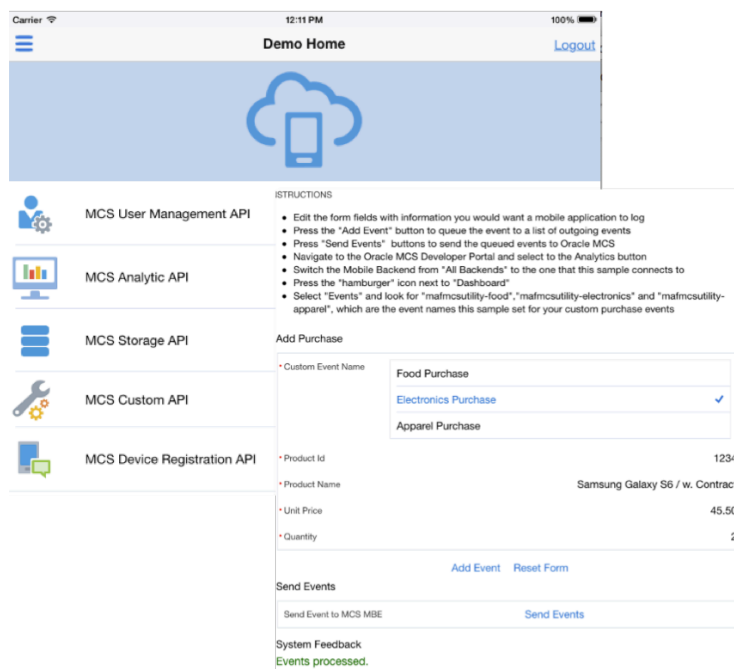 Carrier 12:11 PM 100%
Demo Home Logout
MCS User Management API
MCS Analytic API
MCS Storage API
MCS Custom API
MCS Device Registration API
ISTRUCTIONS
• Edit the form fields with information you would want a mobile application to log
• Press the "Add Event" button to queue the event to a list of outgoing events
• Press "Send Events" buttons to send the queued events to Oracle MCS
• Navigate to the Oracle MCS Developer Portal and select to the Analytics button
• Switch the Mobile Backend from "All Backends" to the one that this sample connects to
• Press the "hamburger" icon next to "Dashboard"
• Select "Events" and look for "mafmcsutility-food","mafmcsutility-electronics" and "mafmcsutility-
apparel", which are the event names this sample set for your custom purchase events
Add Purchase
* Custom Event Name
Food Purchase
Electronics Purchase
Apparel Purchase
* Product Id 1234
* Product Name Samsung Galaxy S6 / w. Contract
* Unit Price 45.50
* Quantity 2
Add Event Reset Form
Send Events
Send Event to MCS MBE Send Events
System Feedback
Events processed.